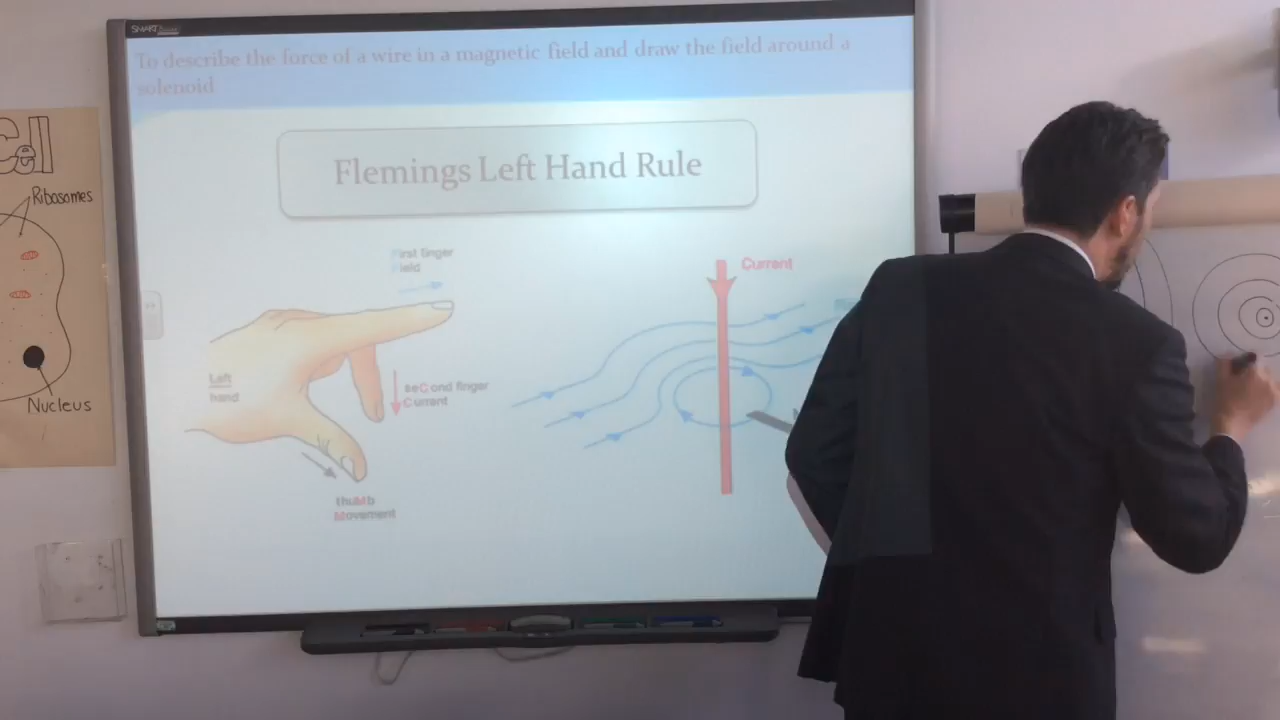 SMART
To describe the force of a wire in a magnetic field and draw the field around a
solenoid
Flemings Left Hand Rule
Cell
Ribosomes
Nucleus
First finger
Field
Left
hand
seCond finger
Current
thuMb
Movement
Current